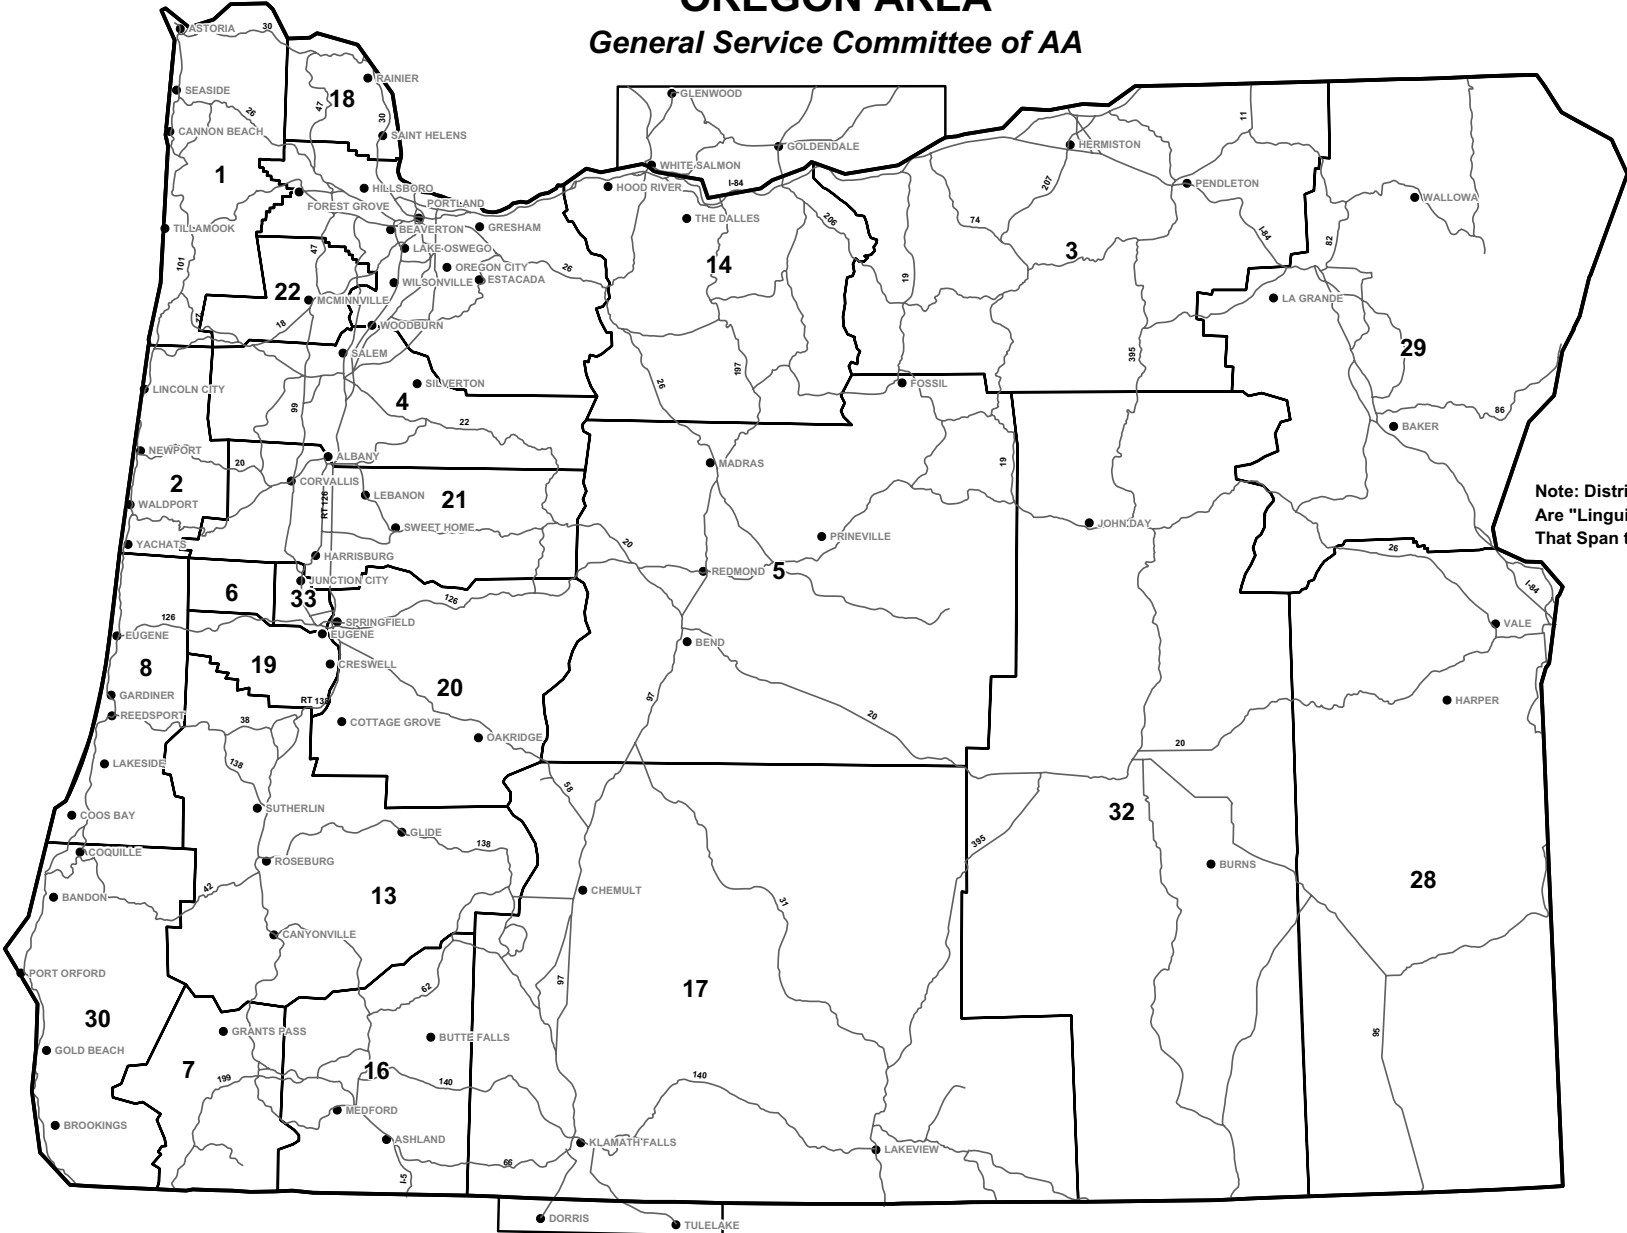 OREGON AREA
General Service Committee of AA
ASTORIA
30
RAINIER
SEASIDE
18
47
26
30
GLENWOOD
CANNON BEACH
SAINT HELENS
GOLDENDALE
HERMISTON
11
1
WHITE SALMON
HILLSBORO
HOOD RIVER
I-84
207
PENDLETON
WALLOWA
FOREST GROVE
PORTLAND
THE DALLES
206
74
TILLAMOOK
BEAVERTON
GRESHAM
I-84
82
47
LAKE OSWEGO
3
101
OREGON CITY
26
14
19
WILSONVILLE
ESTACADA
22
MCMINNVILLE
LA GRANDE
18
WOODBURN
29
SALEM
395
197
LINCOLN CITY
SILVERTON
26
FOSSIL
4
99
86
22
BAKER
NEWPORT
ALBANY
20
MADRAS
19
2
CORVALLIS
LEBANON
21
Note: Distri
WALDPORT
RT 126
Are "Lingui
SWEET HOME
JOHN DAY
That Span t
YACHATS
20
PRINEVILLE
26
HARRISBURG
REDMOND
5
JUNCTION CITY
I-84
6
33
126
126
SPRINGFIELD
VALE
EUGENE
EUGENE
BEND
8
19
CRESWELL
20
GARDINER
97
RT 138
HARPER
REEDSPORT
38
COTTAGE GROVE
20
OAKRIDGE
20
LAKESIDE
138
58
SUTHERLIN
32
COOS BAY
GLIDE
138
395
ACOQUILLE
ROSEBURG
BURNS
42
28
BANDON
13
CHEMULT
31
CANYONVILLE
PORT ORFORD
97
62
17
30
GRANTS PASS
BUTTE FALLS
95
GOLD BEACH
7
16
199
140
140
MEDFORD
BROOKINGS
ASHLAND
KLAMATH FALLS
LAKEVIEW
66
I-5
DORRIS
TULELAKE